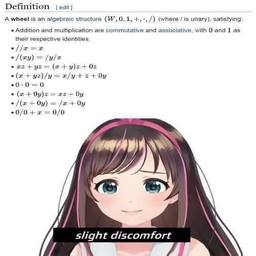 Definition [ edit ]
A wheel is an algebraic structure (W, 0, 1, +, ·, /) (where / is unary), satisfying:
• Addition and multiplication are commutative and associative, with 0 and 1 as
their respective identities.
• //x = x
• /(xy) = /y/x
• xz + yz = (x + y)z + 0z
• (x + yz)/y = x/y + z + 0y
• 0 · 0 = 0
• (x + 0y)z = xz + 0y
• /(x + 0y) = /x + 0y
• 0/0 + x = 0/0
slight discomfort